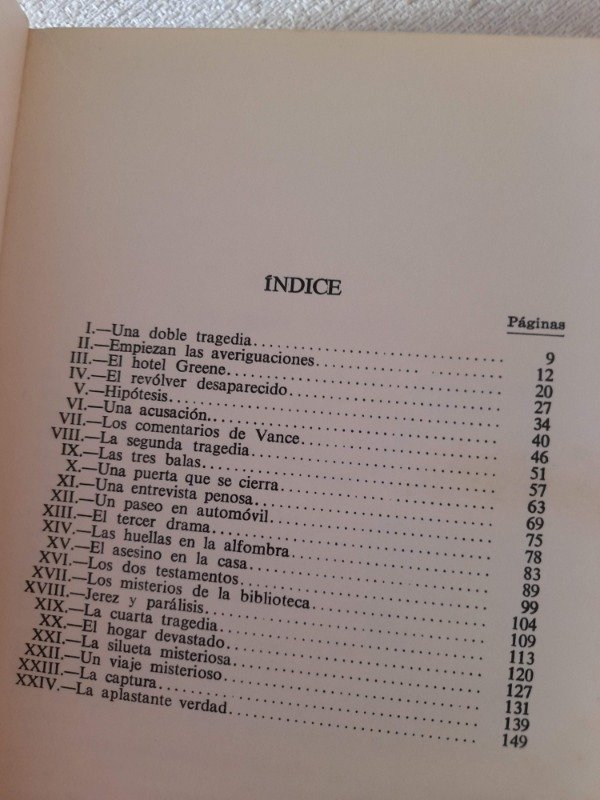 ÍNDICE
Páginas
I.—Una doble tragedia.............................. 9
II.—Empiezan las averiguaciones.................... 12
III.—El hotel Greene.............................. 20
IV.—El revólver desaparecido....................... 27
V.—Hipótesis.............................. 34
VI.—Una acusación.............................. 40
VII.—Los comentarios de Vance..................... 46
VIII.—La segunda tragedia.......................... 51
IX.—Las tres balas.............................. 57
X.—Una puerta que se cierra....................... 63
XI.—Una entrevista penosa......................... 69
XII.—Un paseo en automóvil........................ 75
XIII.—El tercer drama............................. 78
XIV.—Las huellas en la alfombra................... 83
XV.—El asesino en la casa.......................... 89
XVI.—Los dos testamentos.......................... 99
XVII.—Los misterios de la biblioteca.............. 104
XVIII.—Jerez y parálisis.......................... 109
XIX.—La cuarta tragedia........................... 113
XX.—El hogar devastado............................ 120
XXI.—La silueta misteriosa........................ 127
XXII.—Un viaje misterioso......................... 131
XXIII.—La captura.............................. 139
XXIV.—La aplastante verdad........................ 149